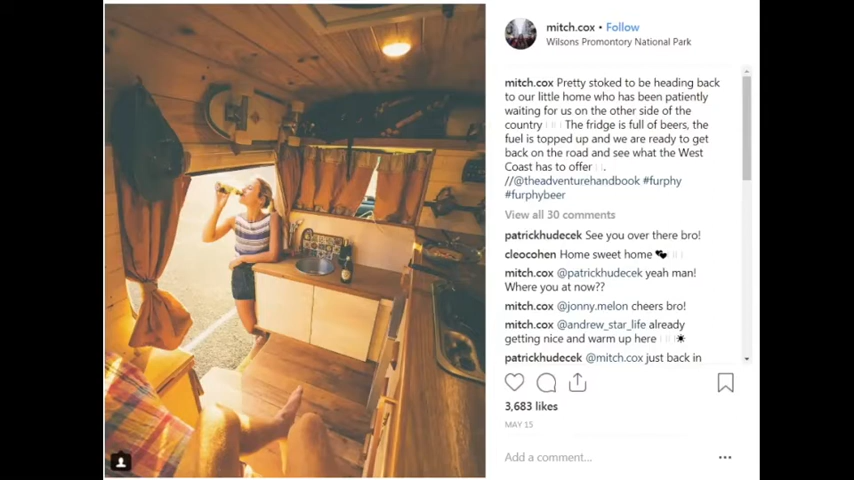 mitch.cox • Follow
Wilsons Promontory National Park
mitch.cox Pretty stoked to be heading back
to our little home who has been patiently
waiting for us on the other side of the
country The fridge is full of beers, the
fuel is topped up and we are ready to get
back on the road and see what the West
Coast has to offer .
//@theadventurehandbook #furphy
#furphybeer
View all 30 comments
patrickhudecek See you over there bro!
cleocohen Home sweet home
mitch.cox @patrickhudecek yeah man!
Where you at now??
mitch.cox @jonny.melon cheers bro!
mitch.cox @andrew_star_life already
getting nice and warm up here
patrickhudecek @mitch.cox just back in
3,683 likes
MAY 15
Add a comment...